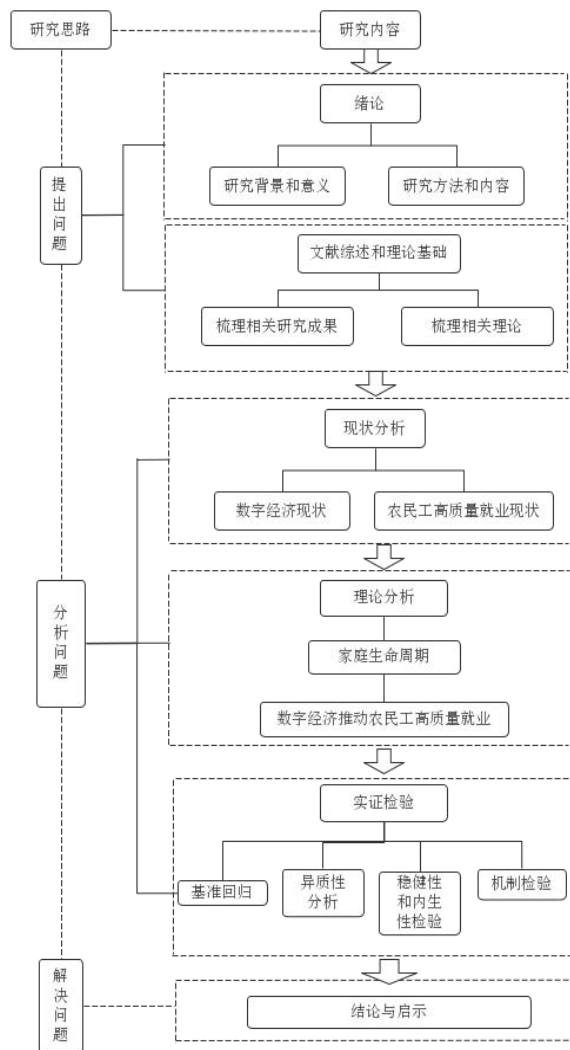 研究思路
研究内容
绪论
研究背景和意义
研究方法和内容
提出问题
文献综述和理论基础
梳理相关研究成果
梳理相关理论
现状分析
数字经济现状
农民工高质量就业现状
分析问题
理论分析
家庭生命周期
数字经济推动农民工高质量就业
实证检验
基准回归
异质性
分析
稳健性
和内生
性检验
机制检验
解决问题
结论与启示